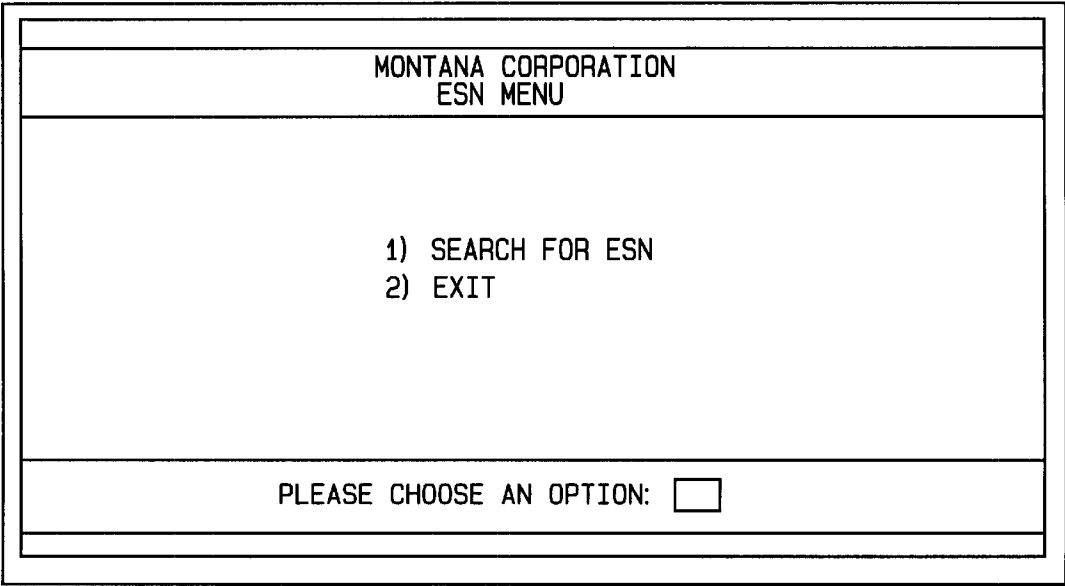 MONTANA CORPORATION
ESN MENU
1) SEARCH FOR ESN
2) EXIT
PLEASE CHOOSE AN OPTION: